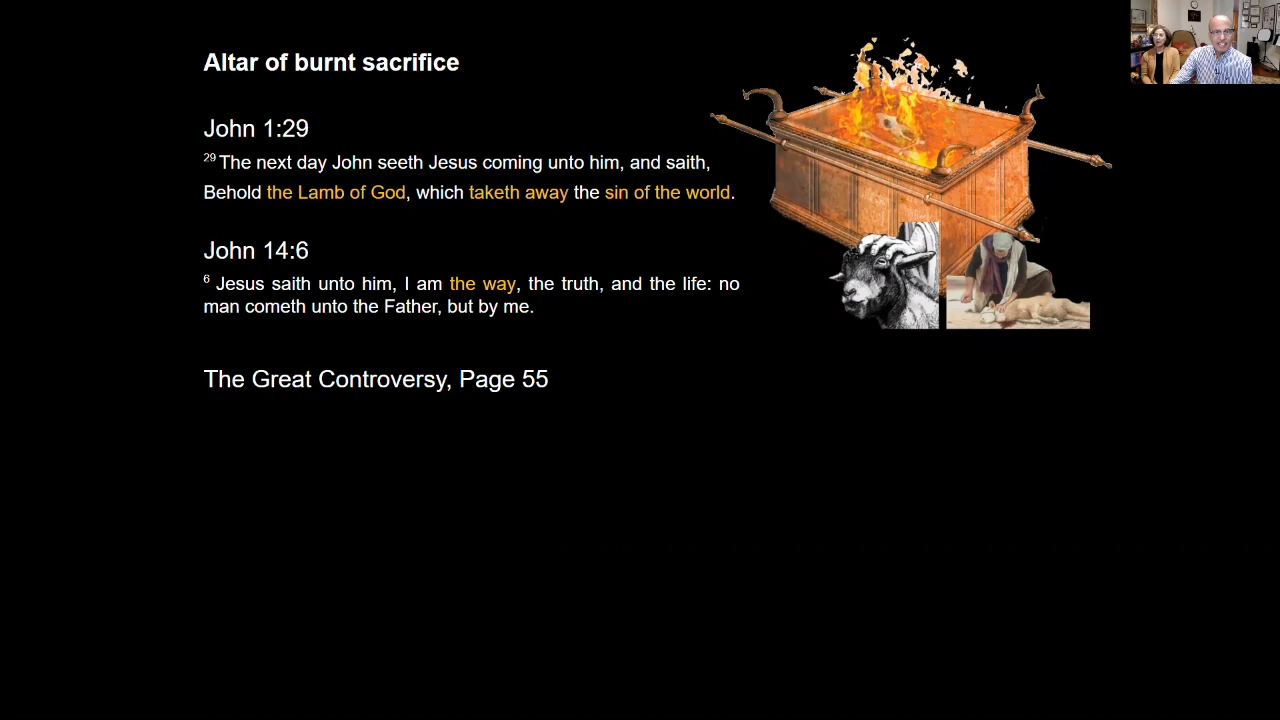 Altar of burnt sacrifice
John 1:29
29 The next day John seeth Jesus coming unto him, and saith,
Behold the Lamb of God, which taketh away the sin of the world.
John 14:6
6 Jesus saith unto him, I am the way, the truth, and the life: no
man cometh unto the Father, but by me.
The Great Controversy, Page 55